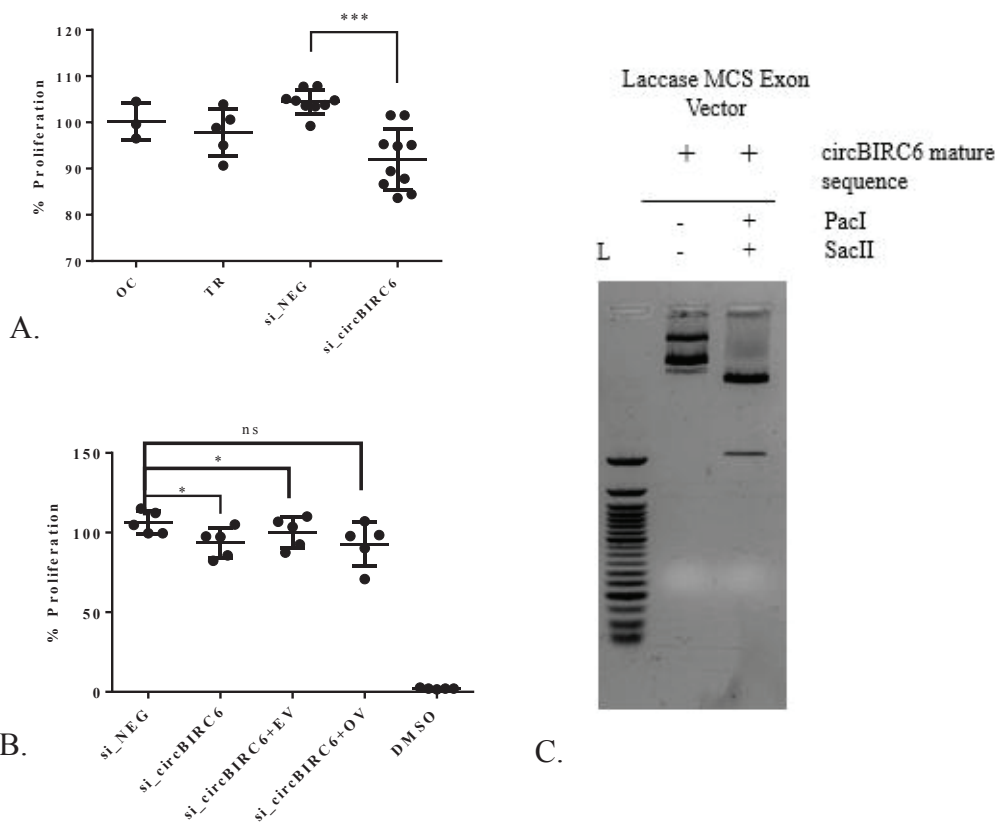 ***
120
110
100
90
80
70
% Proliferation
OC
TR
si_NEG
si_circBIRC6
A.
ns
*
*
150
100
50
0
% Proliferation
si_NEG
si_circBIRC6
si_circBIRC6+EV
si_circBIRC6+OV
DMSO
B.
Laccase MCS Exon
Vector
+ + circBIRC6 mature
sequence
- + PacI
L - + SacII
C.